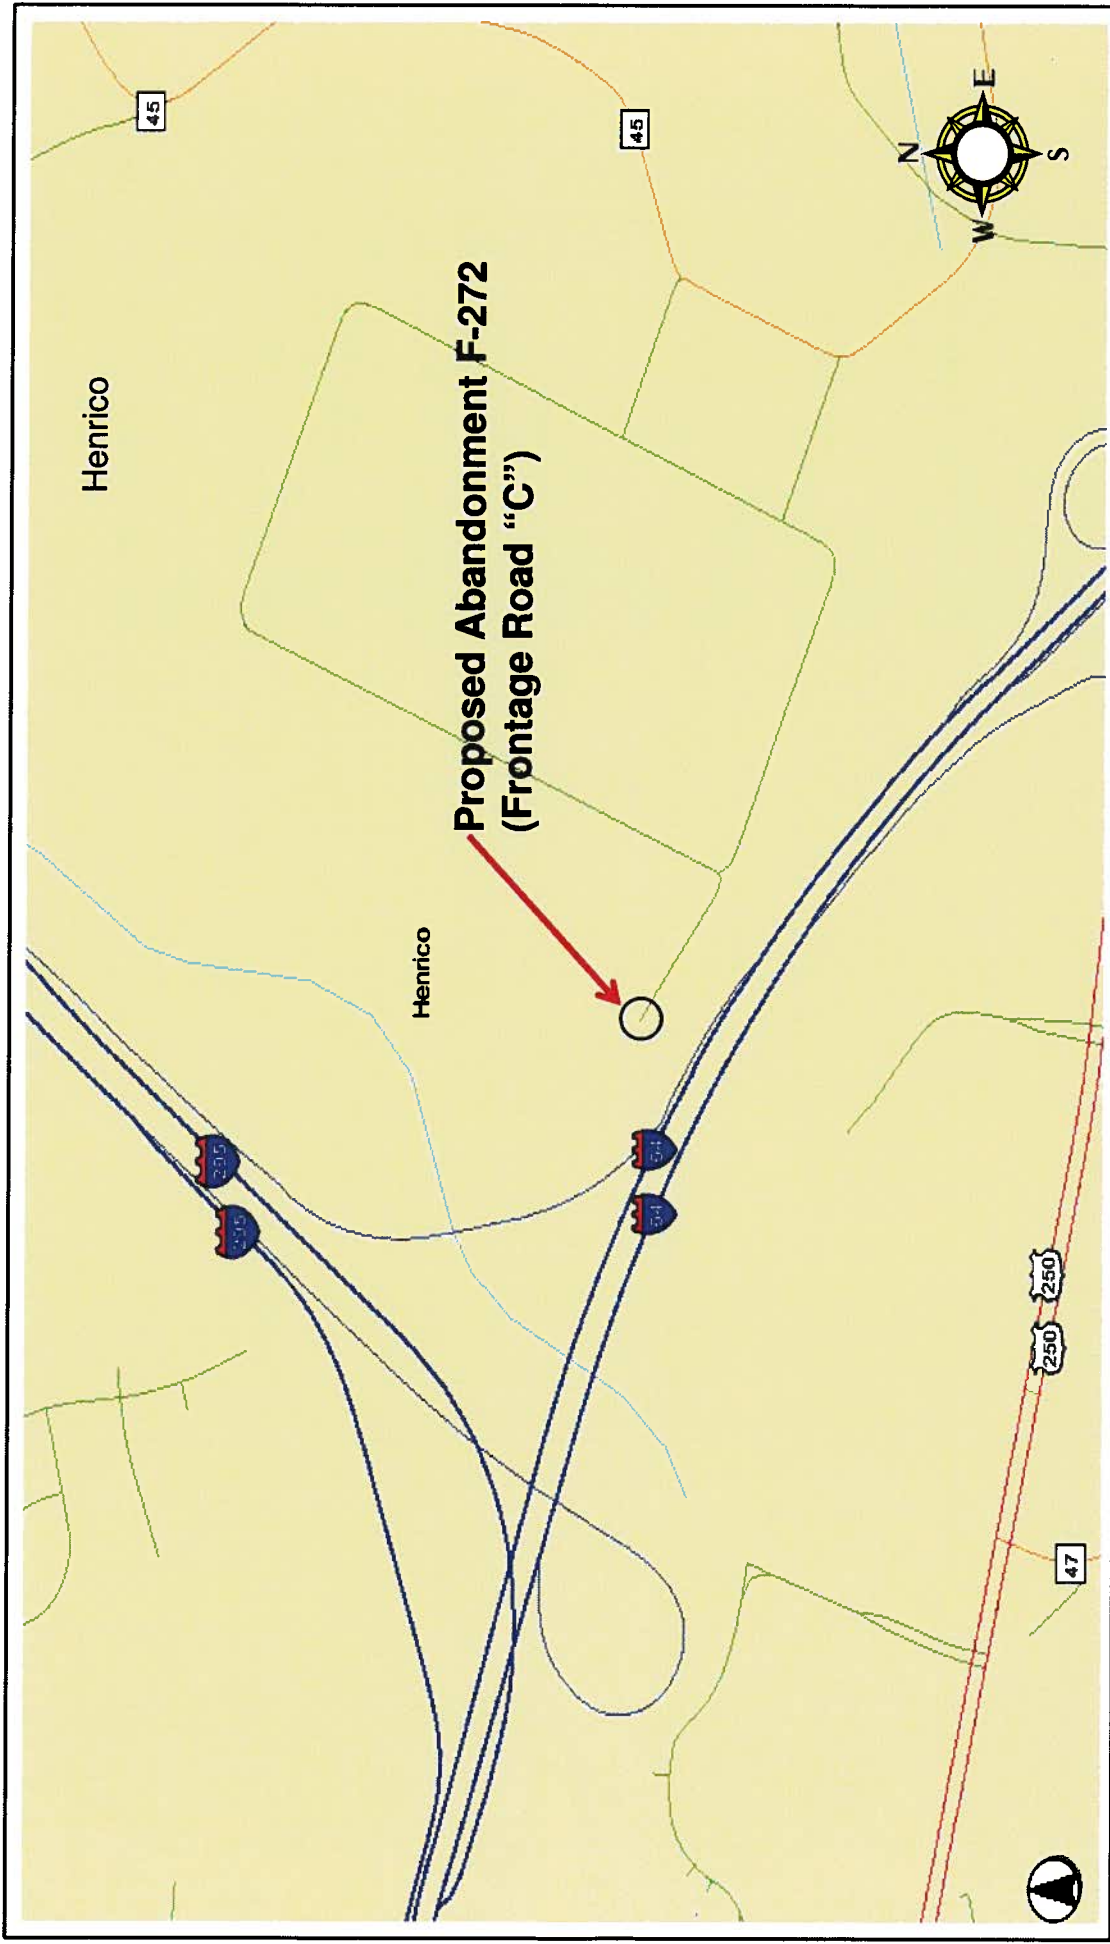 Henrico
45
45
Proposed Abandonment F-272
(Frontage Road “C”)
Henrico
295
295
64
64
250
250
47
N
E
S
W